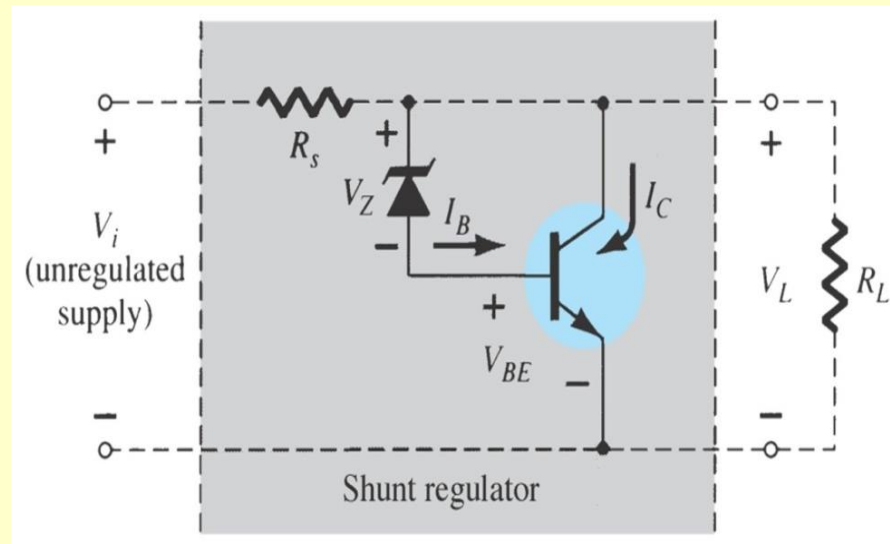 +
R_s
+
V_Z
I_B
I_C
+
V_i
(unregulated
supply)
−
+
V_BE
−
V_L
R_L
−
−
Shunt regulator